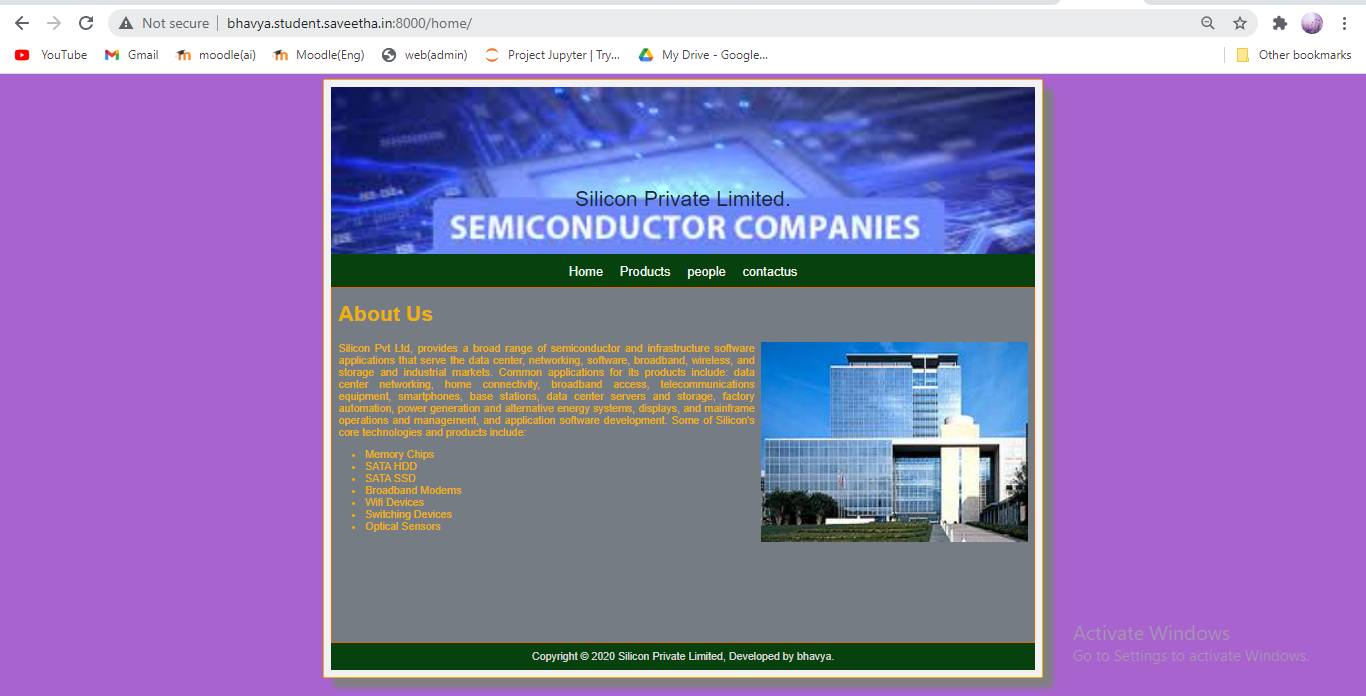 Not secure | bhavya.student.saveetha.in:8000/home/
YouTube Gmail moodle(ai) Moodle(Eng) web(admin) Project Jupyter | Try... My Drive - Google... Other bookmarks
Silicon Private Limited.
SEMICONDUCTOR COMPANIES
Home Products people contactus
About Us
Silicon Pvt Ltd, provides a broad range of semiconductor and infrastructure software
applications that serve the data center, networking, software, broadband, wireless, and
storage and industrial markets. Common applications for its products include: data
center networking, home connectivity, broadband access, telecommunications
equipment, smartphones, base stations, data center servers and storage, factory
automation, power generation and alternative energy systems, displays, and mainframe
operations and management, and application software development. Some of Silicon's
core technologies and products include:
• Memory Chips
• SATA HDD
• SATA SSD
• Broadband Modems
• Wifi Devices
• Switching Devices
• Optical Sensors
Copyright © 2020 Silicon Private Limited, Developed by bhavya.
Activate Windows
Go to Settings to activate Windows.